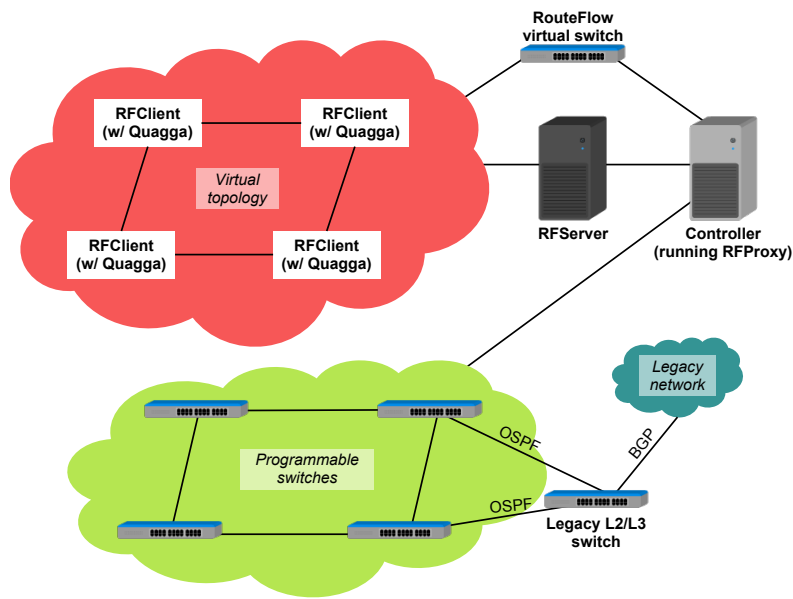 RouteFlow
virtual switch
RFClient
(w/ Quagga)
RFClient
(w/ Quagga)
Virtual
topology
RFClient
(w/ Quagga)
RFClient
(w/ Quagga)
RFServer
Controller
(running RFProxy)
Legacy
network
Programmable
switches
OSPF
BGP
OSPF
Legacy L2/L3
switch